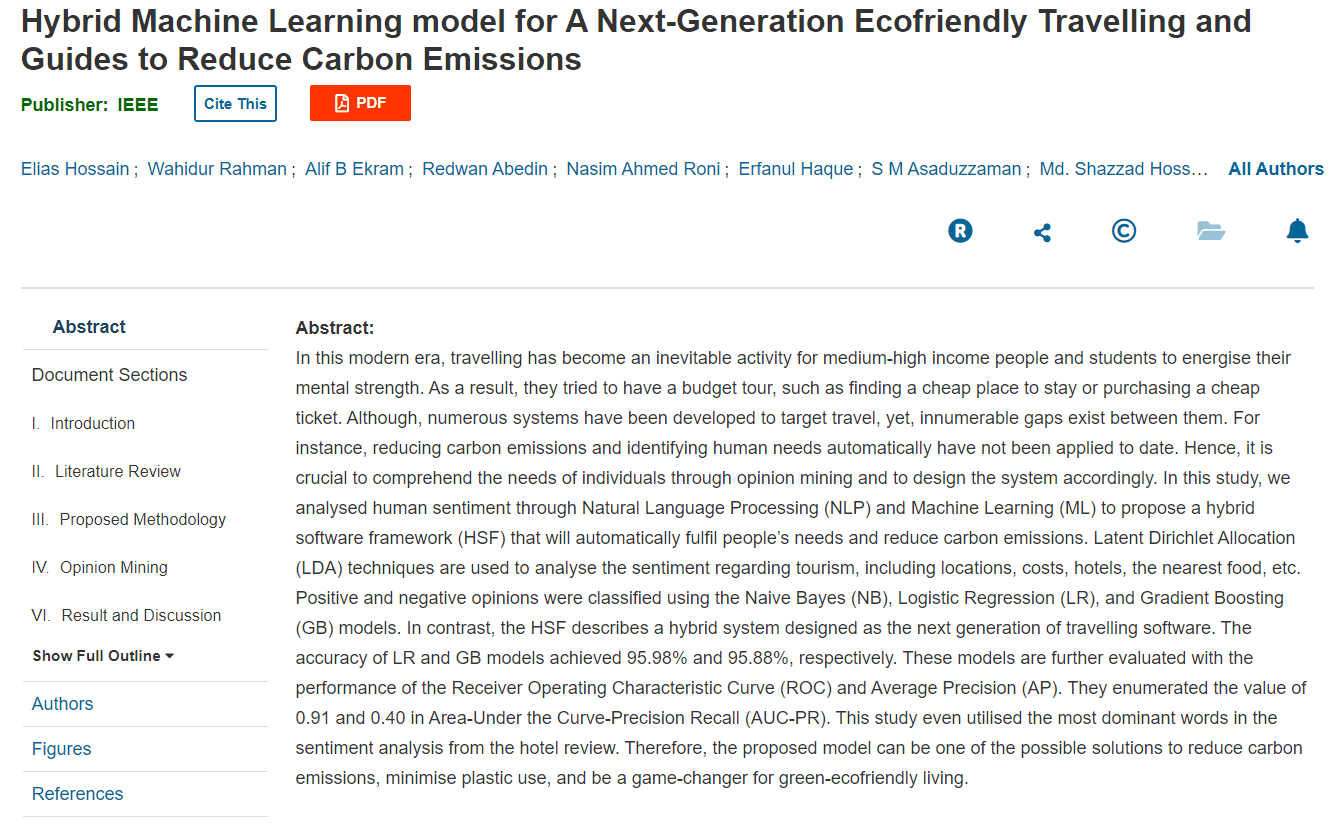 Hybrid Machine Learning model for A Next-Generation Ecofriendly Travelling and
Guides to Reduce Carbon Emissions
Publisher: IEEE
Cite This
PDF
Elias Hossain ; Wahidur Rahman ; Alif B Ekram ; Redwan Abedin ; Nasim Ahmed Roni ; Erfanul Haque ; S M Asaduzzaman ; Md. Shazzad Hoss... All Authors
R
©
Abstract
Document Sections
I. Introduction
II. Literature Review
III. Proposed Methodology
IV. Opinion Mining
VI. Result and Discussion
Show Full Outline
Authors
Figures
References
Abstract:
In this modern era, travelling has become an inevitable activity for medium-high income people and students to energise their
mental strength. As a result, they tried to have a budget tour, such as finding a cheap place to stay or purchasing a cheap
ticket. Although, numerous systems have been developed to target travel, yet, innumerable gaps exist between them. For
instance, reducing carbon emissions and identifying human needs automatically have not been applied to date. Hence, it is
crucial to comprehend the needs of individuals through opinion mining and to design the system accordingly. In this study, we
analysed human sentiment through Natural Language Processing (NLP) and Machine Learning (ML) to propose a hybrid
software framework (HSF) that will automatically fulfil people's needs and reduce carbon emissions. Latent Dirichlet Allocation
(LDA) techniques are used to analyse the sentiment regarding tourism, including locations, costs, hotels, the nearest food, etc.
Positive and negative opinions were classified using the Naive Bayes (NB), Logistic Regression (LR), and Gradient Boosting
(GB) models. In contrast, the HSF describes a hybrid system designed as the next generation of travelling software. The
accuracy of LR and GB models achieved 95.98% and 95.88%, respectively. These models are further evaluated with the
performance of the Receiver Operating Characteristic Curve (ROC) and Average Precision (AP). They enumerated the value of
0.91 and 0.40 in Area-Under the Curve-Precision Recall (AUC-PR). This study even utilised the most dominant words in the
sentiment analysis from the hotel review. Therefore, the proposed model can be one of the possible solutions to reduce carbon
emissions, minimise plastic use, and be a game-changer for green-ecofriendly living.